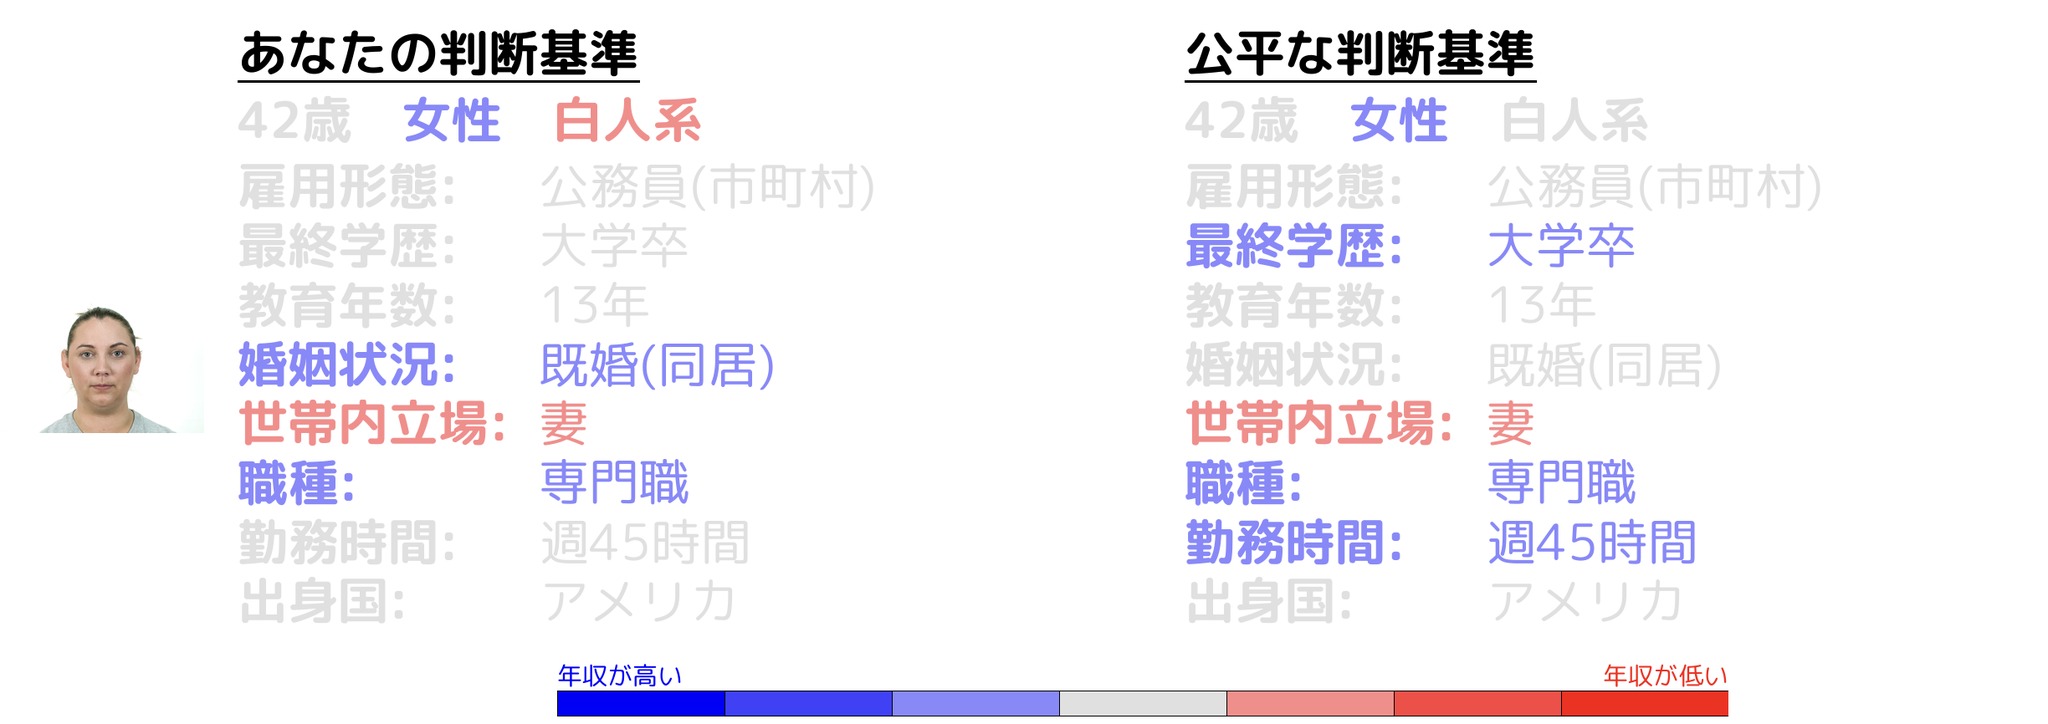 あなたの判断基準
42歳 女性 白人系
雇用形態: 公務員(市町村)
最終学歴: 大学卒
教育年数: 13年
婚姻状況: 既婚(同居)
世帯内立場: 妻
職種: 専門職
勤務時間: 週45時間
出身国: アメリカ
公平な判断基準
42歳 女性 白人系
雇用形態: 公務員(市町村)
最終学歴: 大学卒
教育年数: 13年
婚姻状況: 既婚(同居)
世帯内立場: 妻
職種: 専門職
勤務時間: 週45時間
出身国: アメリカ
年収が高い
年収が低い